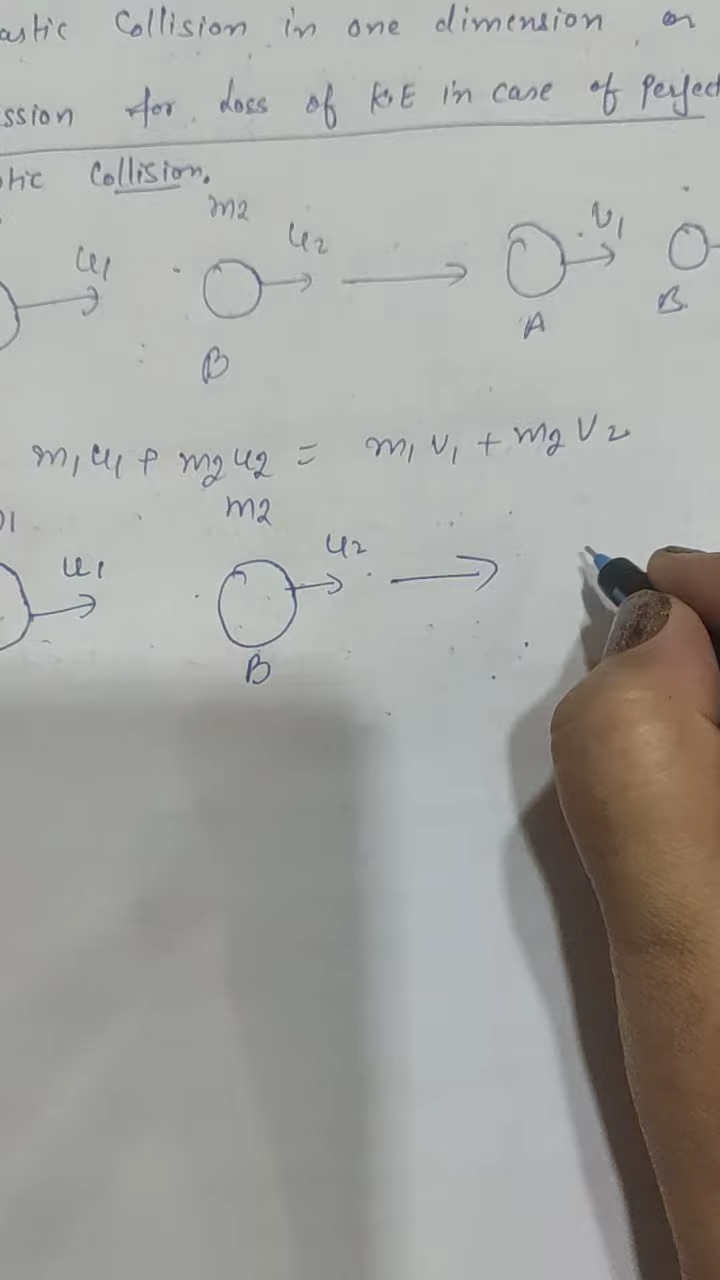 astic Collision in one dimension or
ssion for loss of K.E in case of Perfect
stic Collision.
m2
u1 u2 v1
B A B
m1u1 + m2u2 = m1v1 + m2v2
m2
u1 u2
B